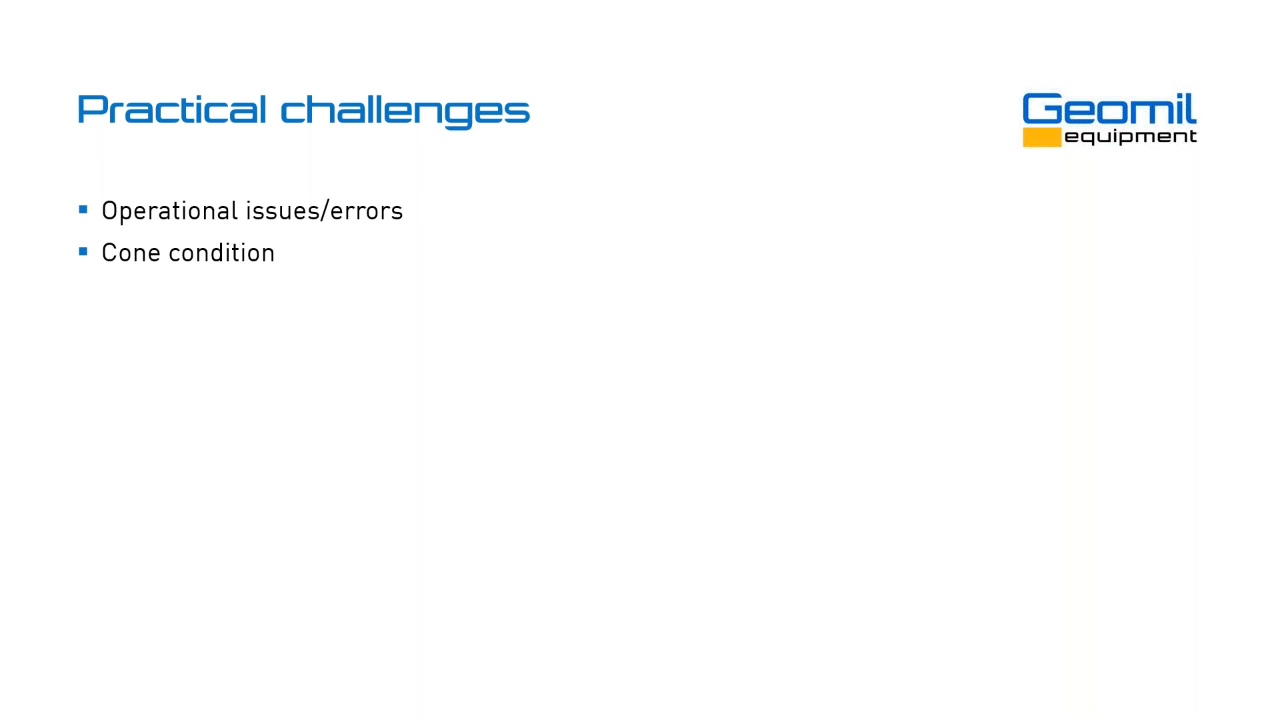 Practical challenges
Geomil
equipment
Operational issues/errors
Cone condition